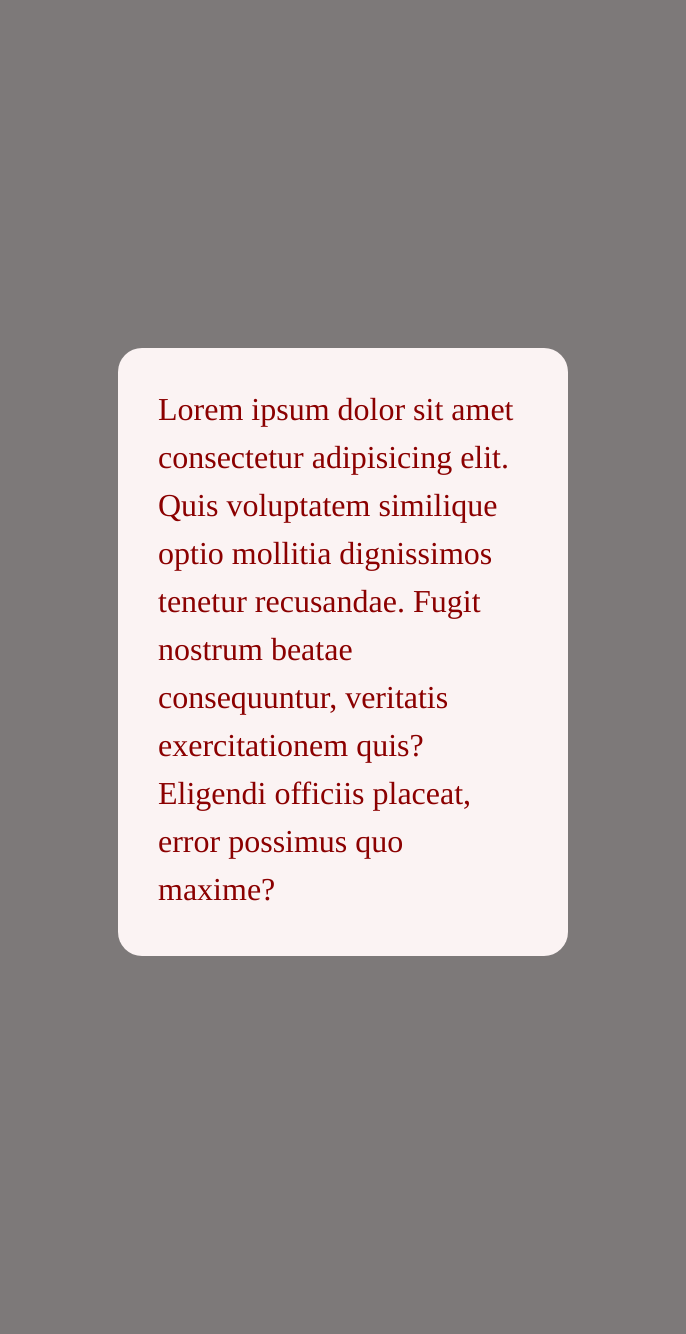 Lorem ipsum dolor sit amet
consectetur adipisicing elit.
Quis voluptatem similique
optio mollitia dignissimos
tenetur recusandae. Fugit
nostrum beatae
consequuntur, veritatis
exercitationem quis?
Eligendi officiis placeat,
error possimus quo
maxime?